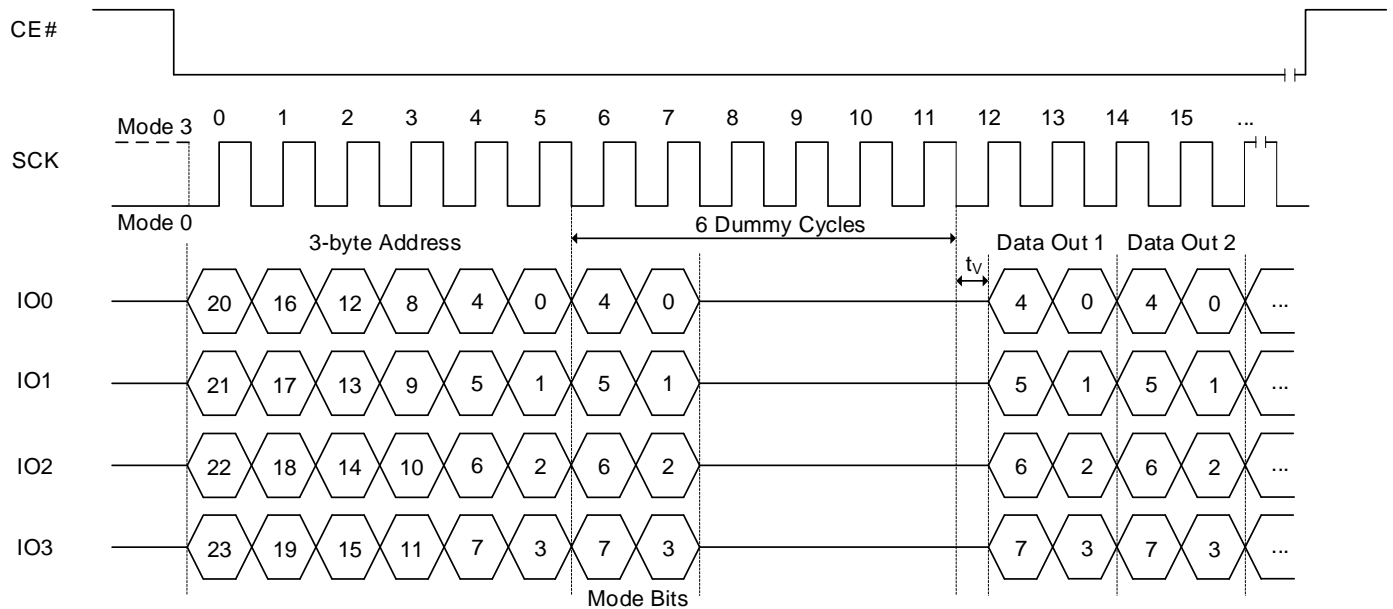 CE#
Mode 3 0 1 2 3 4 5 6 7 8 9 10 11 12 13 14 15 ...
SCK
Mode 0
6 Dummy Cycles
3-byte Address
Data Out 1 Data Out 2
tV
IO0 20 16 12 8 4 0 4 0 4 0 4 0 ...
IO1 21 17 13 9 5 1 5 1 5 1 5 1 ...
IO2 22 18 14 10 6 2 6 2 6 2 6 2 ...
IO3 23 19 15 11 7 3 7 3 7 3 7 3 ...
Mode Bits